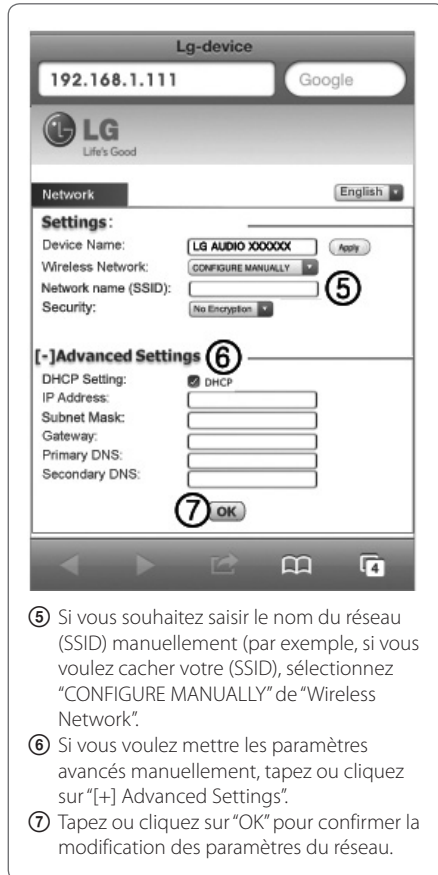 Lg-device
192.168.1.111
Google
LG
LG
Life's Good
Network
English
Settings:
Device Name: LG AUDIO XXXXXX Apply
Wireless Network: CONFIGURE MANUALLY
Network name (SSID): ⑤
Security: No Encryption
[-]Advanced Settings ⑥
DHCP Setting: DHCP
IP Address:
Subnet Mask:
Gateway:
Primary DNS:
Secondary DNS:
⑦ OK
4
⑤ Si vous souhaitez saisir le nom du réseau
(SSID) manuellement (par exemple, si vous
voulez cacher votre (SSID), sélectionnez
“CONFIGURE MANUALLY” de “Wireless
Network”.
⑥ Si vous voulez mettre les paramètres
avancés manuellement, tapez ou cliquez
sur “[+] Advanced Settings”.
⑦ Tapez ou cliquez sur “OK” pour confirmer la
modification des paramètres du réseau.